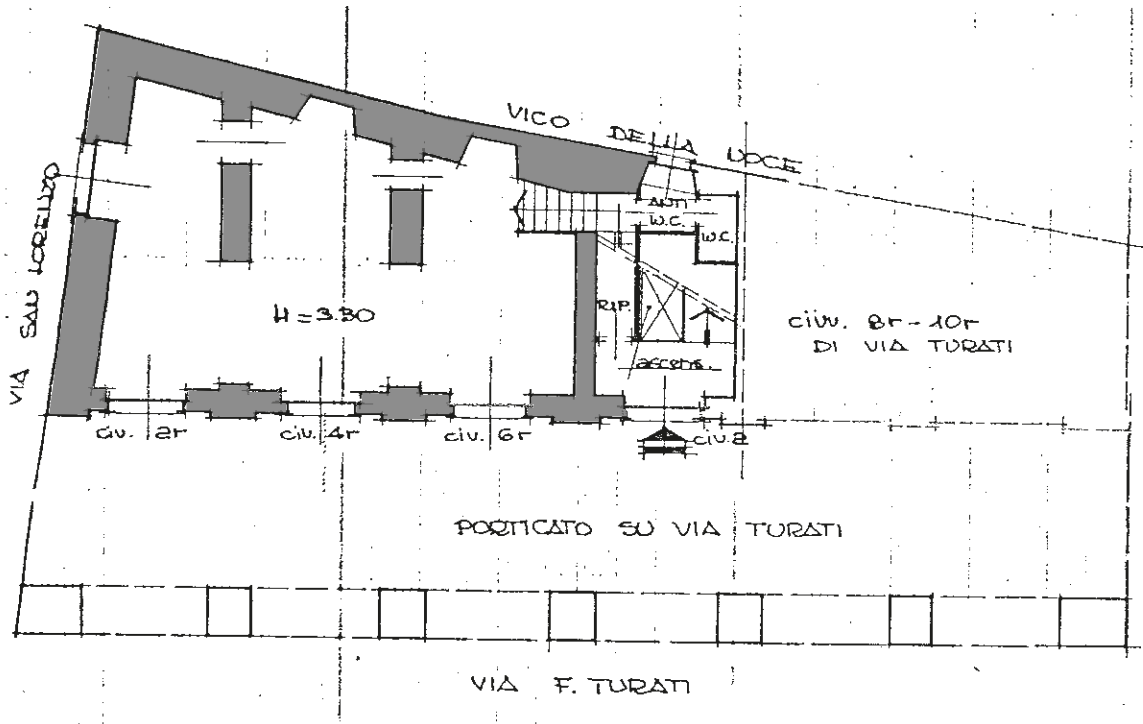 VICO DELLA VOCE
VIA SAN LORENZO
ANTI
W.C.
W.C.
H = 3.30
RIP.
civv. 8r - 10r
DI VIA TURATI
ascens.
civ. 2r
civ. 4r
civ. 6r
civ. 2
PORTICATO SU VIA TURATI
VIA F. TURATI